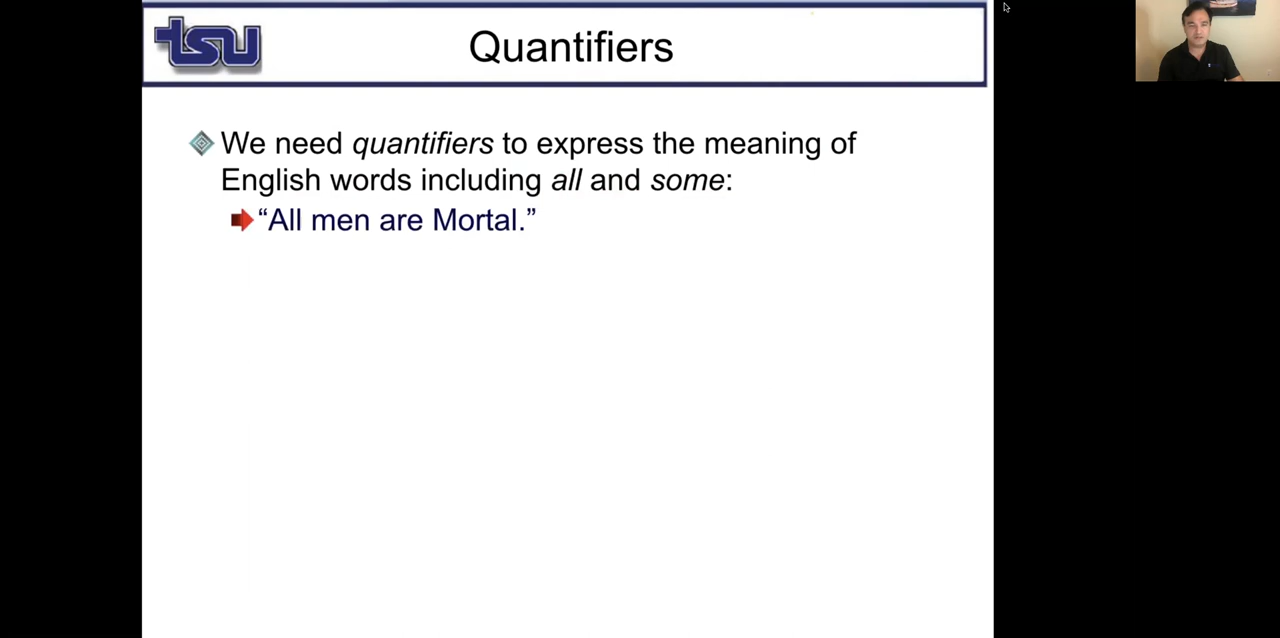 tsu
Quantifiers
We need quantifiers to express the meaning of
English words including all and some:
“All men are Mortal.”